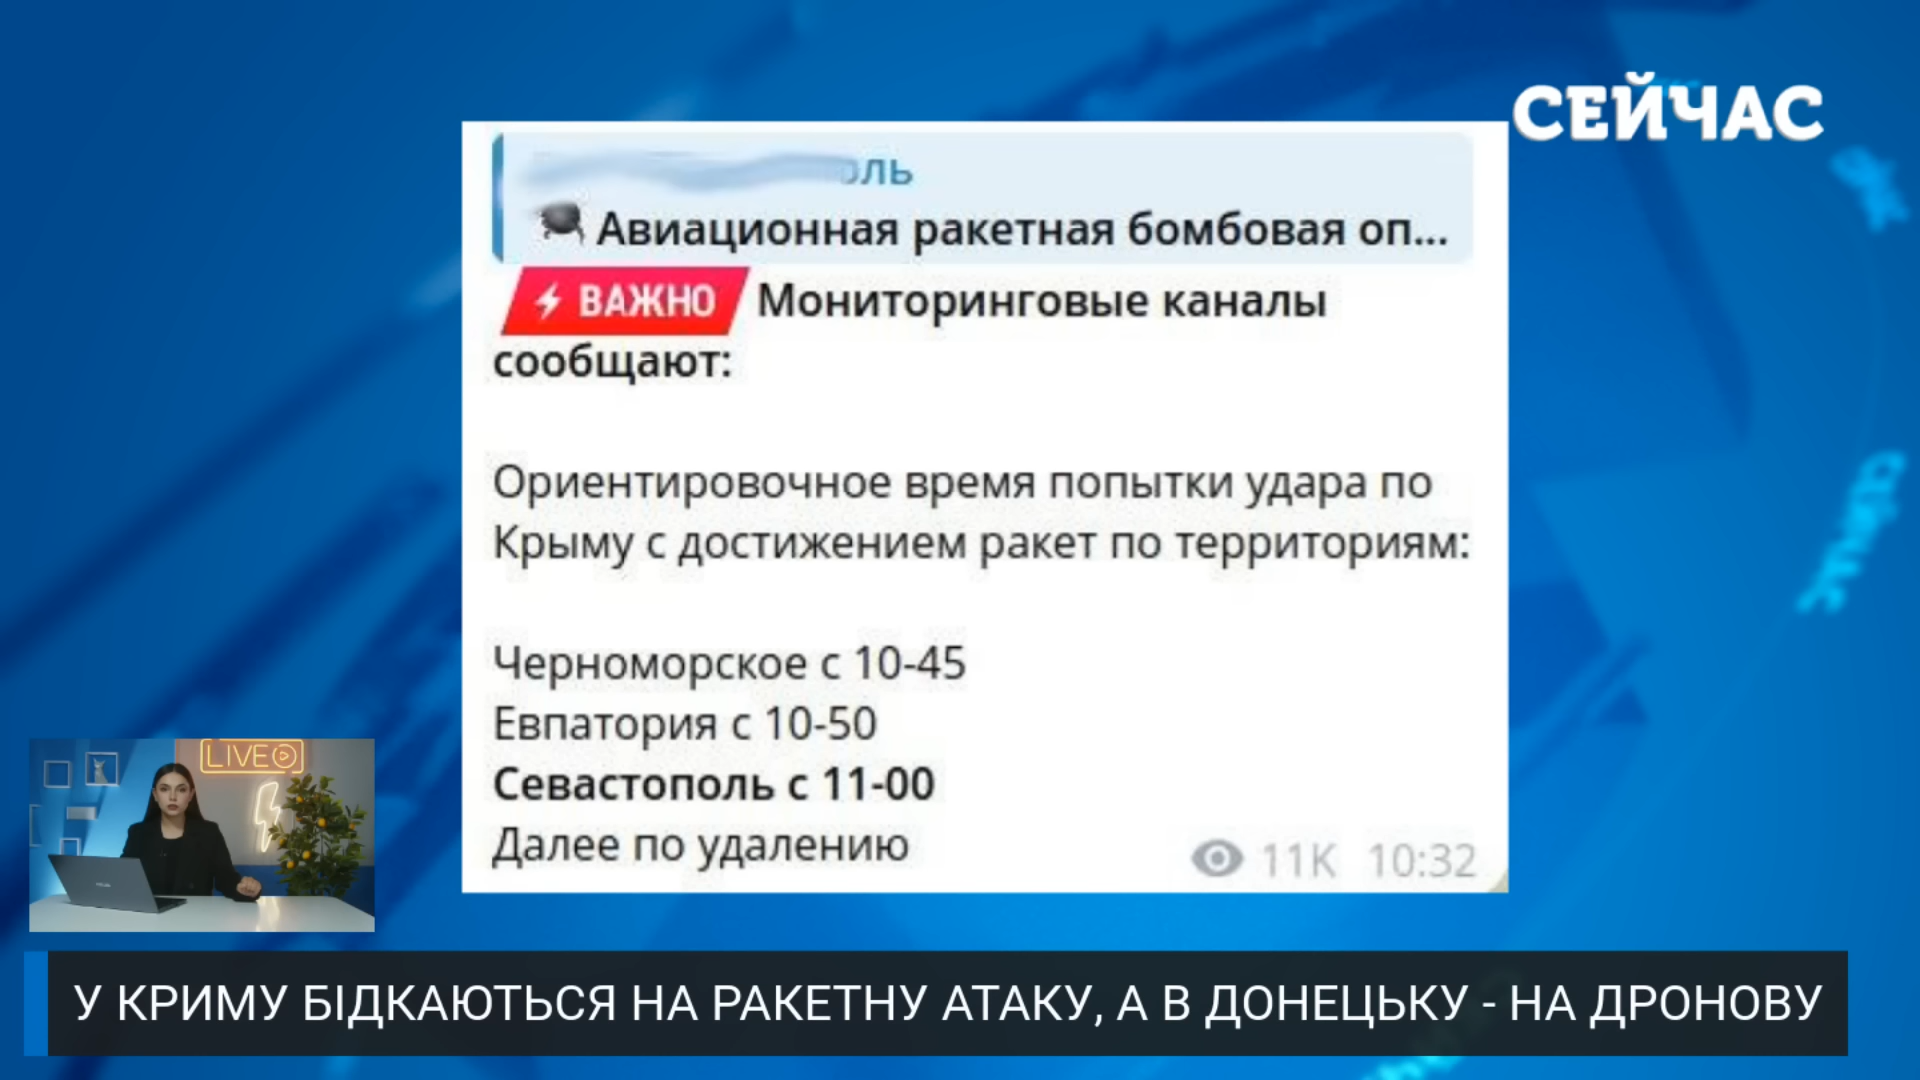 СЕЙЧАС
оль
Авиационная ракетная бомбовая оп...
ВАЖНО Мониторинговые каналы
сообщают:
Ориентировочное время попытки удара по
Крыму с достижением ракет по территориям:
Черноморское с 10-45
Евпатория с 10-50
Севастополь с 11-00
Далее по удалению
11K 10:32
LIVE
У КРИМУ БІДКАЮТЬСЯ НА РАКЕТНУ АТАКУ, А В ДОНЕЦЬКУ - НА ДРОНОВУ